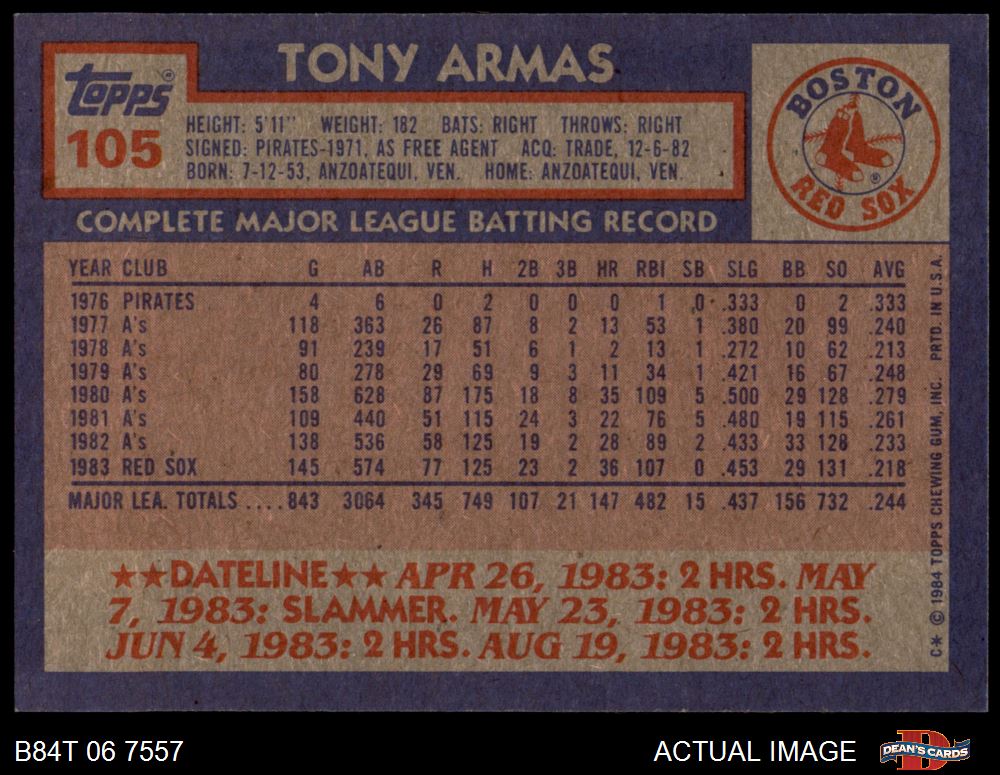 TONY ARMAS
Topps®
105
HEIGHT: 5'11" WEIGHT: 182 BATS: RIGHT THROWS: RIGHT
SIGNED: PIRATES-1971, AS FREE AGENT ACQ: TRADE, 12-6-82
BORN: 7-12-53, ANZOATEQUI, VEN. HOME: ANZOATEQUI, VEN.
BOSTON
RED SOX
®
COMPLETE MAJOR LEAGUE BATTING RECORD
YEAR CLUB G AB R H 2B 3B HR RBI SB SLG BB SO AVG
1976 PIRATES 4 6 0 2 0 0 0 1 0 .333 0 2 .333
1977 A's 118 363 26 87 8 2 13 53 1 .380 20 99 .240
1978 A's 91 239 17 51 6 1 2 13 1 .272 10 62 .213
1979 A's 80 278 29 69 9 3 11 34 1 .421 16 67 .248
1980 A's 158 628 87 175 18 8 35 109 5 .500 29 128 .279
1981 A's 109 440 51 115 24 3 22 76 5 .480 19 115 .261
1982 A's 138 536 58 125 19 2 28 89 2 .433 33 128 .233
1983 RED SOX 145 574 77 125 23 2 36 107 0 .453 29 131 .218
MAJOR LEA. TOTALS .... 843 3064 345 749 107 21 147 482 15 .437 156 732 .244
★★DATELINE★★ APR 26, 1983: 2 HRS. MAY
7, 1983: SLAMMER. MAY 23, 1983: 2 HRS.
JUN 4, 1983: 2 HRS. AUG 19, 1983: 2 HRS.
C* © 1984 TOPPS CHEWING GUM, INC. PRTD. IN U.S.A.
B84T 06 7557
ACTUAL IMAGE
D
DEAN'S CARDS